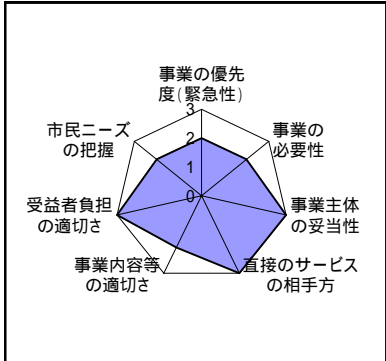 事業の優先
度(緊急性)
3
2
1
0
事業の
必要性
事業主体
の妥当性
直接のサービス
の相手方
事業内容等
の適切さ
受益者負担
の適切さ
市民ニーズ
の把握